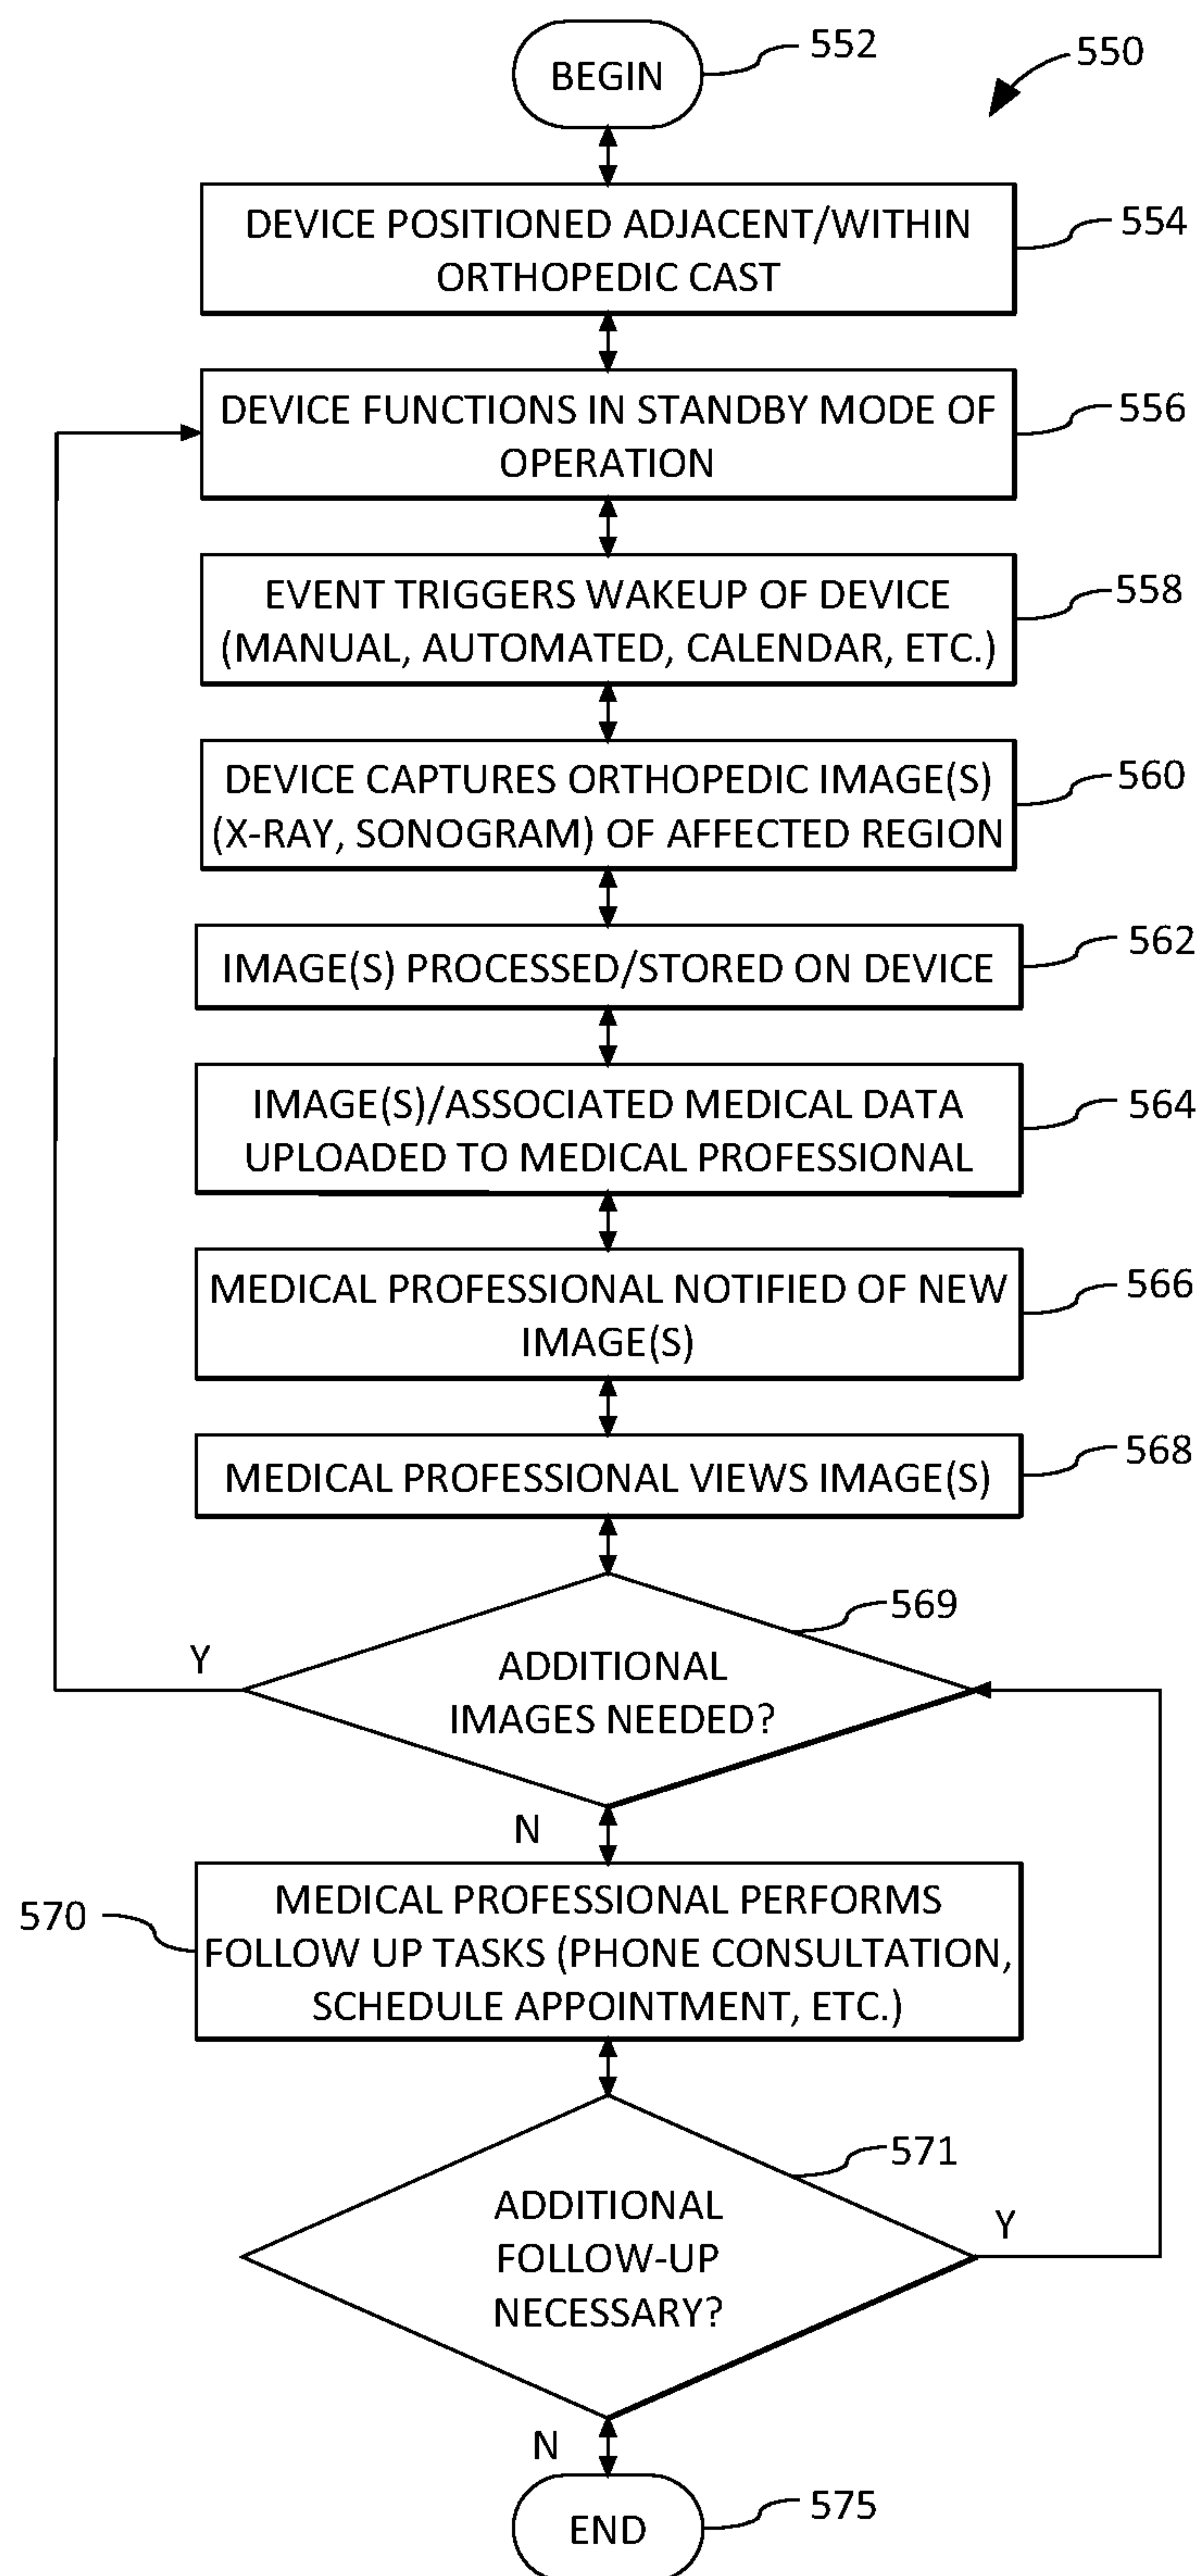 552
550
BEGIN
554
DEVICE POSITIONED ADJACENT/WITHIN
ORTHOPEDIC CAST
556
DEVICE FUNCTIONS IN STANDBY MODE OF
OPERATION
558
EVENT TRIGGERS WAKEUP OF DEVICE
(MANUAL, AUTOMATED, CALENDAR, ETC.)
560
DEVICE CAPTURES ORTHOPEDIC IMAGE(S)
(X-RAY, SONOGRAM) OF AFFECTED REGION
562
IMAGE(S) PROCESSED/STORED ON DEVICE
564
IMAGE(S)/ASSOCIATED MEDICAL DATA
UPLOADED TO MEDICAL PROFESSIONAL
566
MEDICAL PROFESSIONAL NOTIFIED OF NEW
IMAGE(S)
568
MEDICAL PROFESSIONAL VIEWS IMAGE(S)
569
Y
ADDITIONAL
IMAGES NEEDED?
N
570
MEDICAL PROFESSIONAL PERFORMS
FOLLOW UP TASKS (PHONE CONSULTATION,
SCHEDULE APPOINTMENT, ETC.)
571
ADDITIONAL
FOLLOW-UP
NECESSARY?
Y
N
575
END